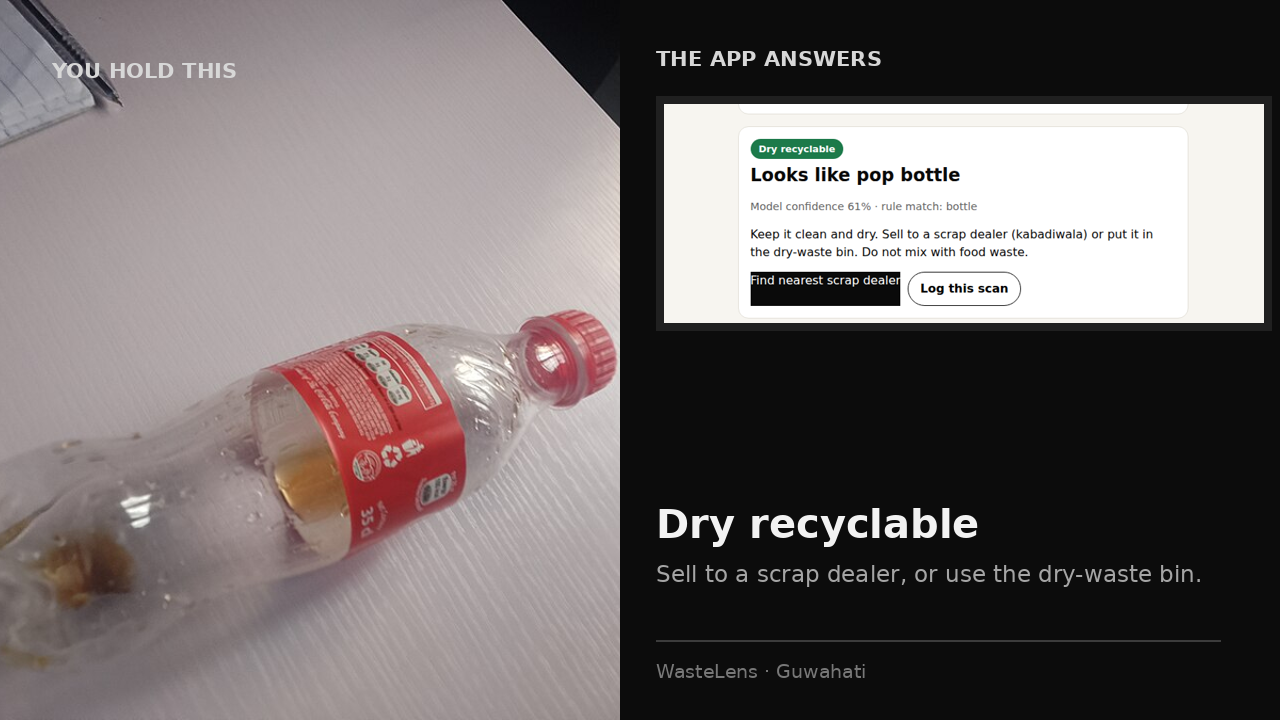 YOU HOLD THIS
THE APP ANSWERS
Dry recyclable
Looks like pop bottle
Model confidence 61% · rule match: bottle
Keep it clean and dry. Sell to a scrap dealer (kabadiwala) or put it in
the dry-waste bin. Do not mix with food waste.
Find nearest scrap dealer
Log this scan
Dry recyclable
Sell to a scrap dealer, or use the dry-waste bin.
WasteLens · Guwahati